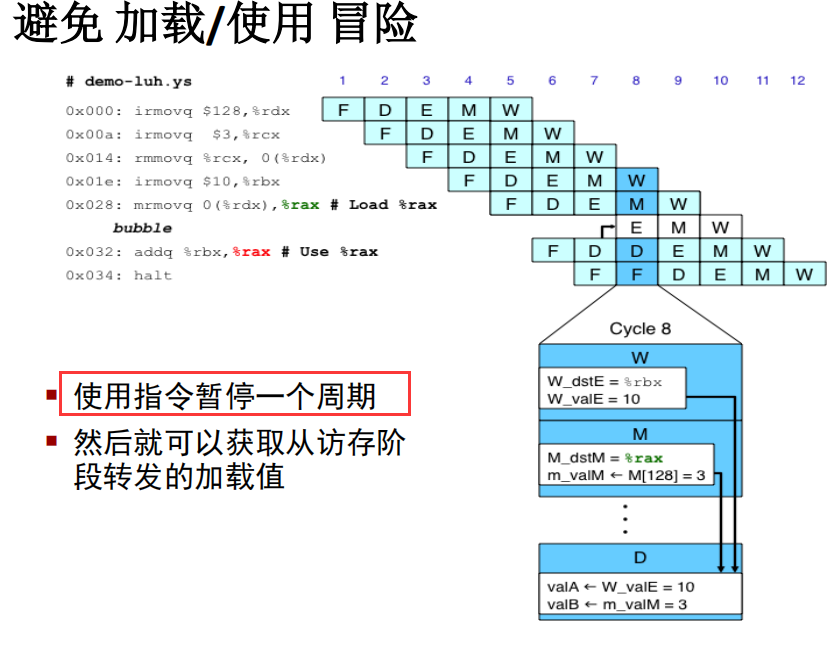 避免 加载/使用 冒险
# demo-luh.ys 1 2 3 4 5 6 7 8 9 10 11 12
0x000: irmovq $128,%rdx F D E M W
0x00a: irmovq $3,%rcx F D E M W
0x014: rmmovq %rcx, 0(%rdx) F D E M W
0x01e: irmovq $10,%rbx F D E M W
0x028: mrmovq 0(%rdx),%rax # Load %rax F D E M W
bubble E M W
0x032: addq %rbx,%rax # Use %rax F D D E M W
0x034: halt F F D E M W
Cycle 8
W
W_dstE = %rbx
W_valE = 10
M
M_dstM = %rax
m_valM ← M[128] = 3
D
valA ← W_valE = 10
valB ← m_valM = 3
使用指令暂停一个周期
然后就可以获取从访存阶
段转发的加载值